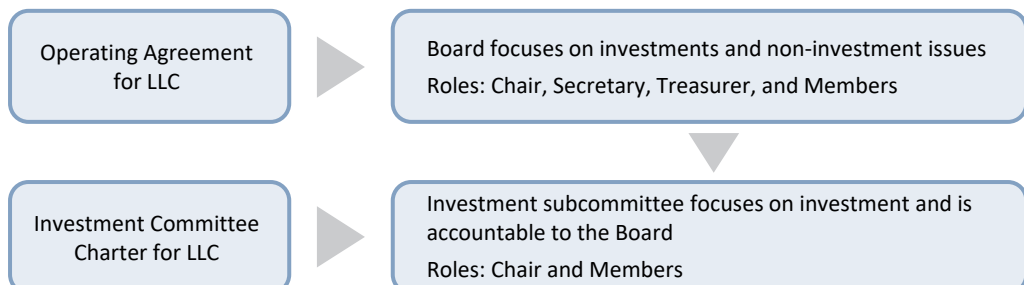 Operating Agreement
for LLC
Board focuses on investments and non-investment issues
Roles: Chair, Secretary, Treasurer, and Members
Investment Committee
Charter for LLC
Investment subcommittee focuses on investment and is
accountable to the Board
Roles: Chair and Members